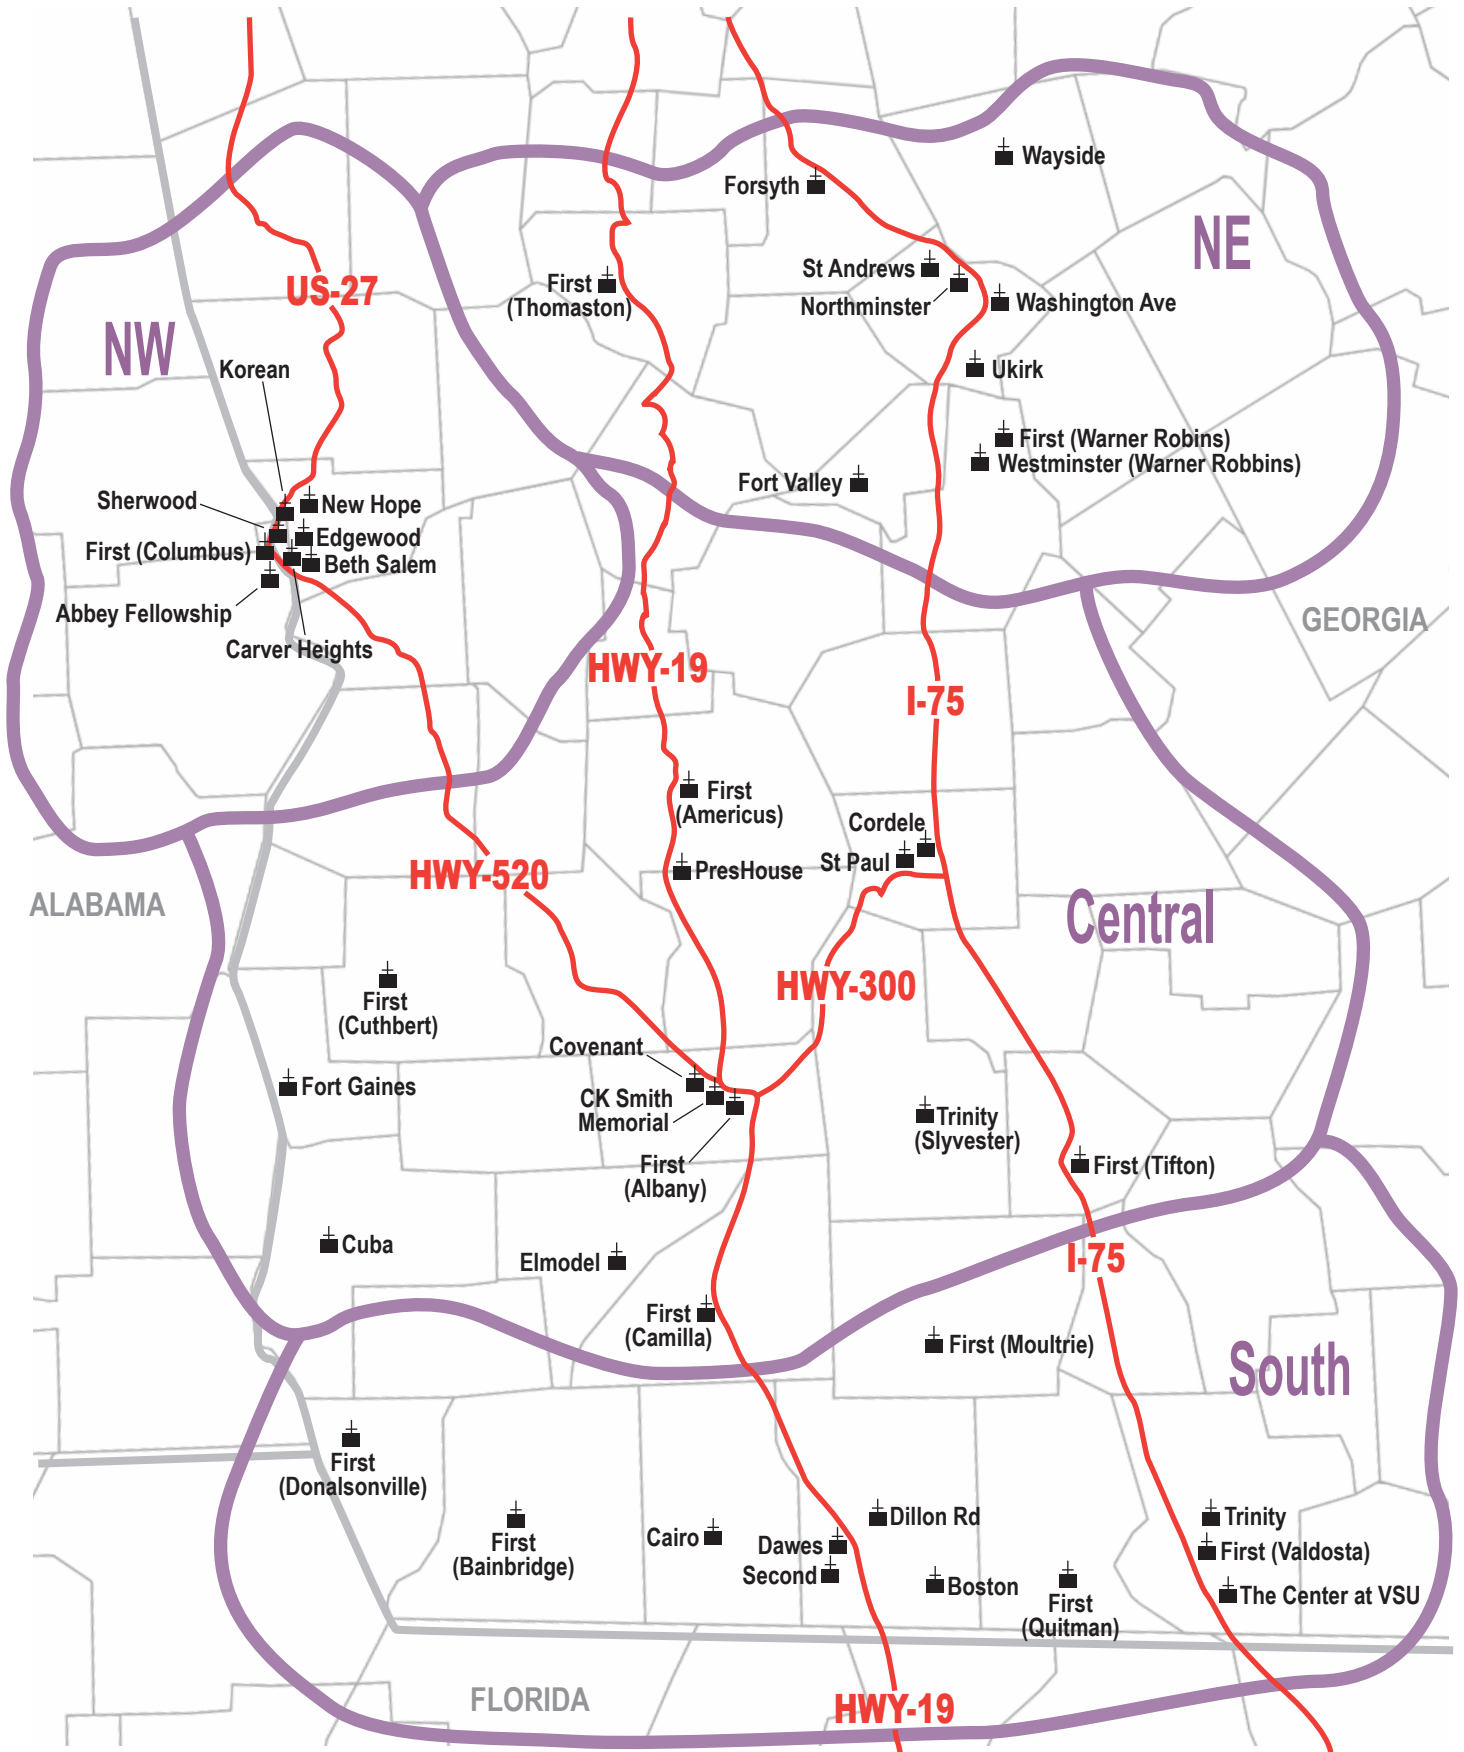 Wayside
Forsyth
NE
St Andrews
First
(Thomaston)
US-27
Northminster
Washington Ave
NW
Korean
Ukirk
First (Warner Robins)
Westminster (Warner Robbins)
Fort Valley
Sherwood
New Hope
Edgewood
First (Columbus)
Beth Salem
Abbey Fellowship
Carver Heights
GEORGIA
HWY-19
I-75
First
(Americus)
Cordele
St Paul
PresHouse
HWY-520
ALABAMA
Central
HWY-300
First
(Cuthbert)
Covenant
Fort Gaines
CK Smith
Memorial
Trinity
(Slyvester)
First
(Albany)
First (Tifton)
Cuba
Elmodel
I-75
First
(Camilla)
First (Moultrie)
South
First
(Donalsonville)
First
(Bainbridge)
Cairo
Dillon Rd
Dawes
Second
Boston
First
(Quitman)
Trinity
First (Valdosta)
The Center at VSU
FLORIDA
HWY-19